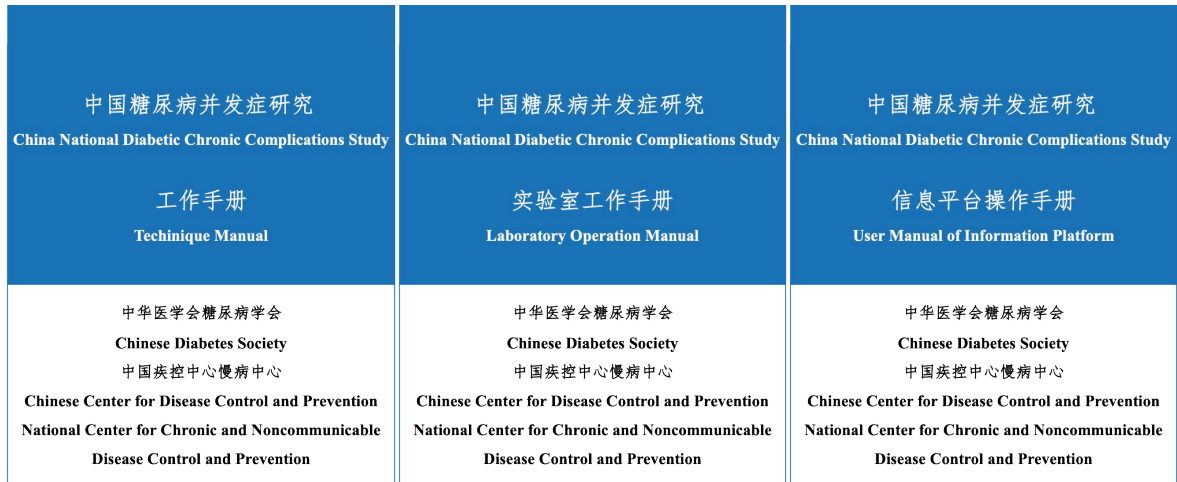 中国糖尿病并发症研究
China National Diabetic Chronic Complications Study
工作手册
Techinique Manual
中华医学会糖尿病学会
Chinese Diabetes Society
中国疾控中心慢病中心
Chinese Center for Disease Control and Prevention
National Center for Chronic and Noncommunicable
Disease Control and Prevention
中国糖尿病并发症研究
China National Diabetic Chronic Complications Study
实验室工作手册
Laboratory Operation Manual
中华医学会糖尿病学会
Chinese Diabetes Society
中国疾控中心慢病中心
Chinese Center for Disease Control and Prevention
National Center for Chronic and Noncommunicable
Disease Control and Prevention
中国糖尿病并发症研究
China National Diabetic Chronic Complications Study
信息平台操作手册
User Manual of Information Platform
中华医学会糖尿病学会
Chinese Diabetes Society
中国疾控中心慢病中心
Chinese Center for Disease Control and Prevention
National Center for Chronic and Noncommunicable
Disease Control and Prevention